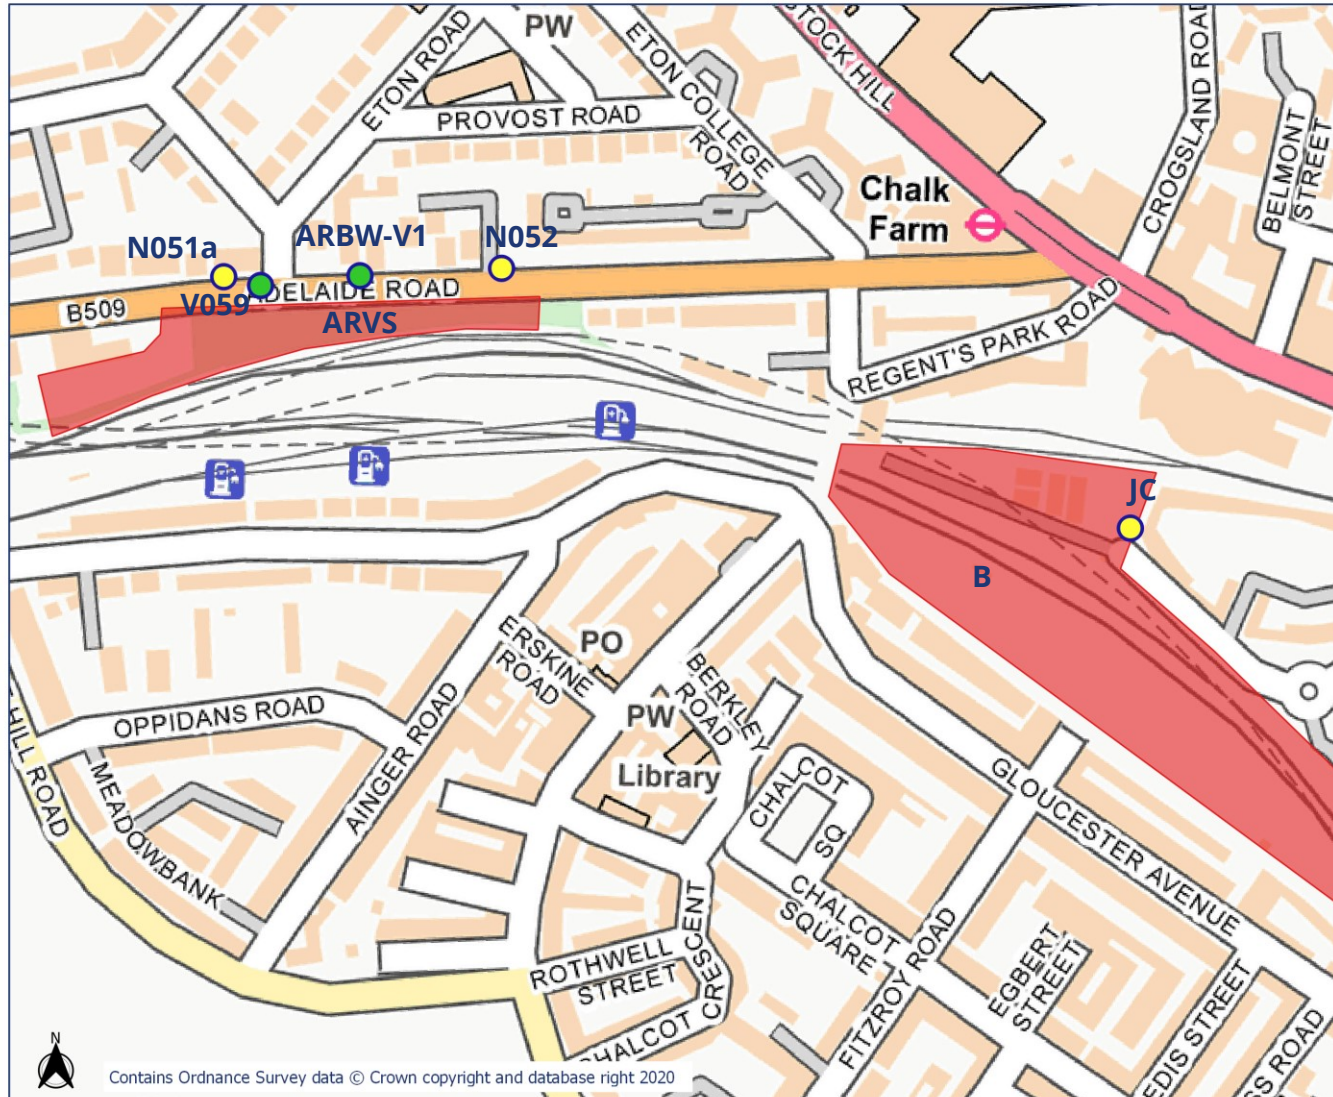 PW
ETON ROAD
PROVOST ROAD
ETON COLLEGE
ROAD
STOCK HILL
CROGSLAND ROAD
BELMONT
STREET
Chalk
Farm
N051a
ARBW-V1
N052
V059
DELAIDE ROAD
B509
ARVS
REGENT'S PARK ROAD
JC
B
PO
ERSKINE
ROAD
BERKLEY
ROAD
PW
Library
OPPIDANS ROAD
AINGER ROAD
HILL ROAD
MEADOWBANK
CHALCOT
SQ
GLOUCESTER AVENUE
CHALCOT
SQUARE
ROTHWELL
STREET
CRESCENT
CHALCOT
FITZROY ROAD
EGBERT
STREET
EDIS STREET
SS ROAD
N
Contains Ordnance Survey data © Crown copyright and database right 2020